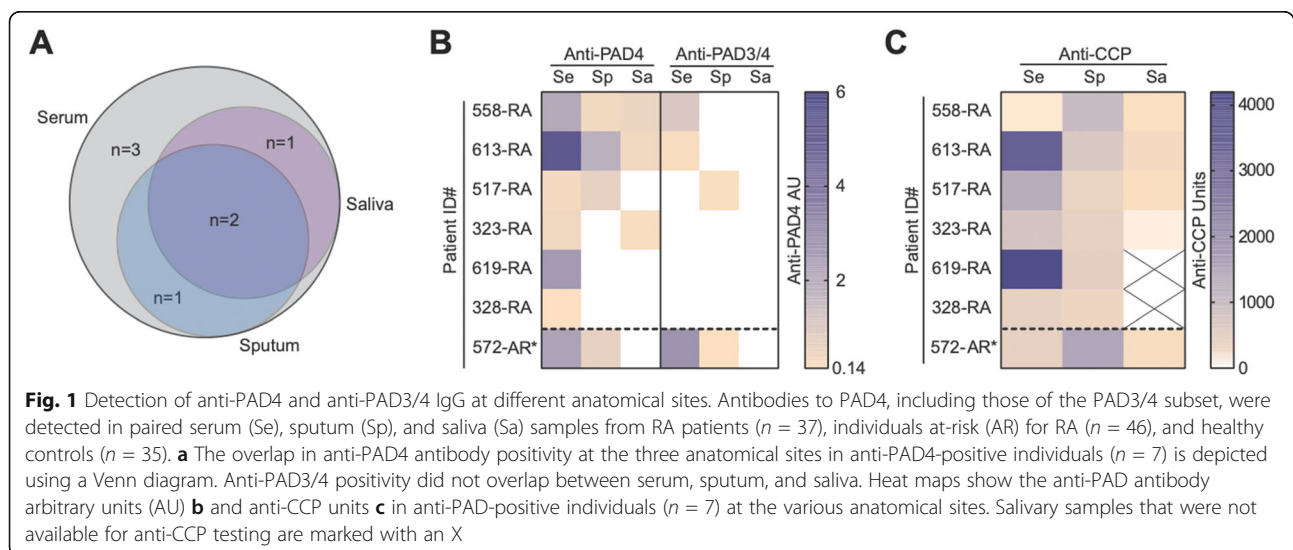 A
Serum
n=3
n=1
n=2
Saliva
n=1
Sputum
B
Anti-PAD4 Anti-PAD3/4
Se Sp Sa Se Sp Sa
Patient ID#
558-RA
613-RA
517-RA
323-RA
619-RA
328-RA
572-AR*
6
4
2
0.14
Anti-PAD4 AU
C
Anti-CCP
Se Sp Sa
Patient ID#
558-RA
613-RA
517-RA
323-RA
619-RA
328-RA
572-AR*
4000
3000
2000
1000
0
Anti-CCP Units
Fig. 1 Detection of anti-PAD4 and anti-PAD3/4 IgG at different anatomical sites. Antibodies to PAD4, including those of the PAD3/4 subset, were
detected in paired serum (Se), sputum (Sp), and saliva (Sa) samples from RA patients (n = 37), individuals at-risk (AR) for RA (n = 46), and healthy
controls (n = 35). a The overlap in anti-PAD4 antibody positivity at the three anatomical sites in anti-PAD4-positive individuals (n = 7) is depicted
using a Venn diagram. Anti-PAD3/4 positivity did not overlap between serum, sputum, and saliva. Heat maps show the anti-PAD antibody
arbitrary units (AU) b and anti-CCP units c in anti-PAD-positive individuals (n = 7) at the various anatomical sites. Salivary samples that were not
available for anti-CCP testing are marked with an X